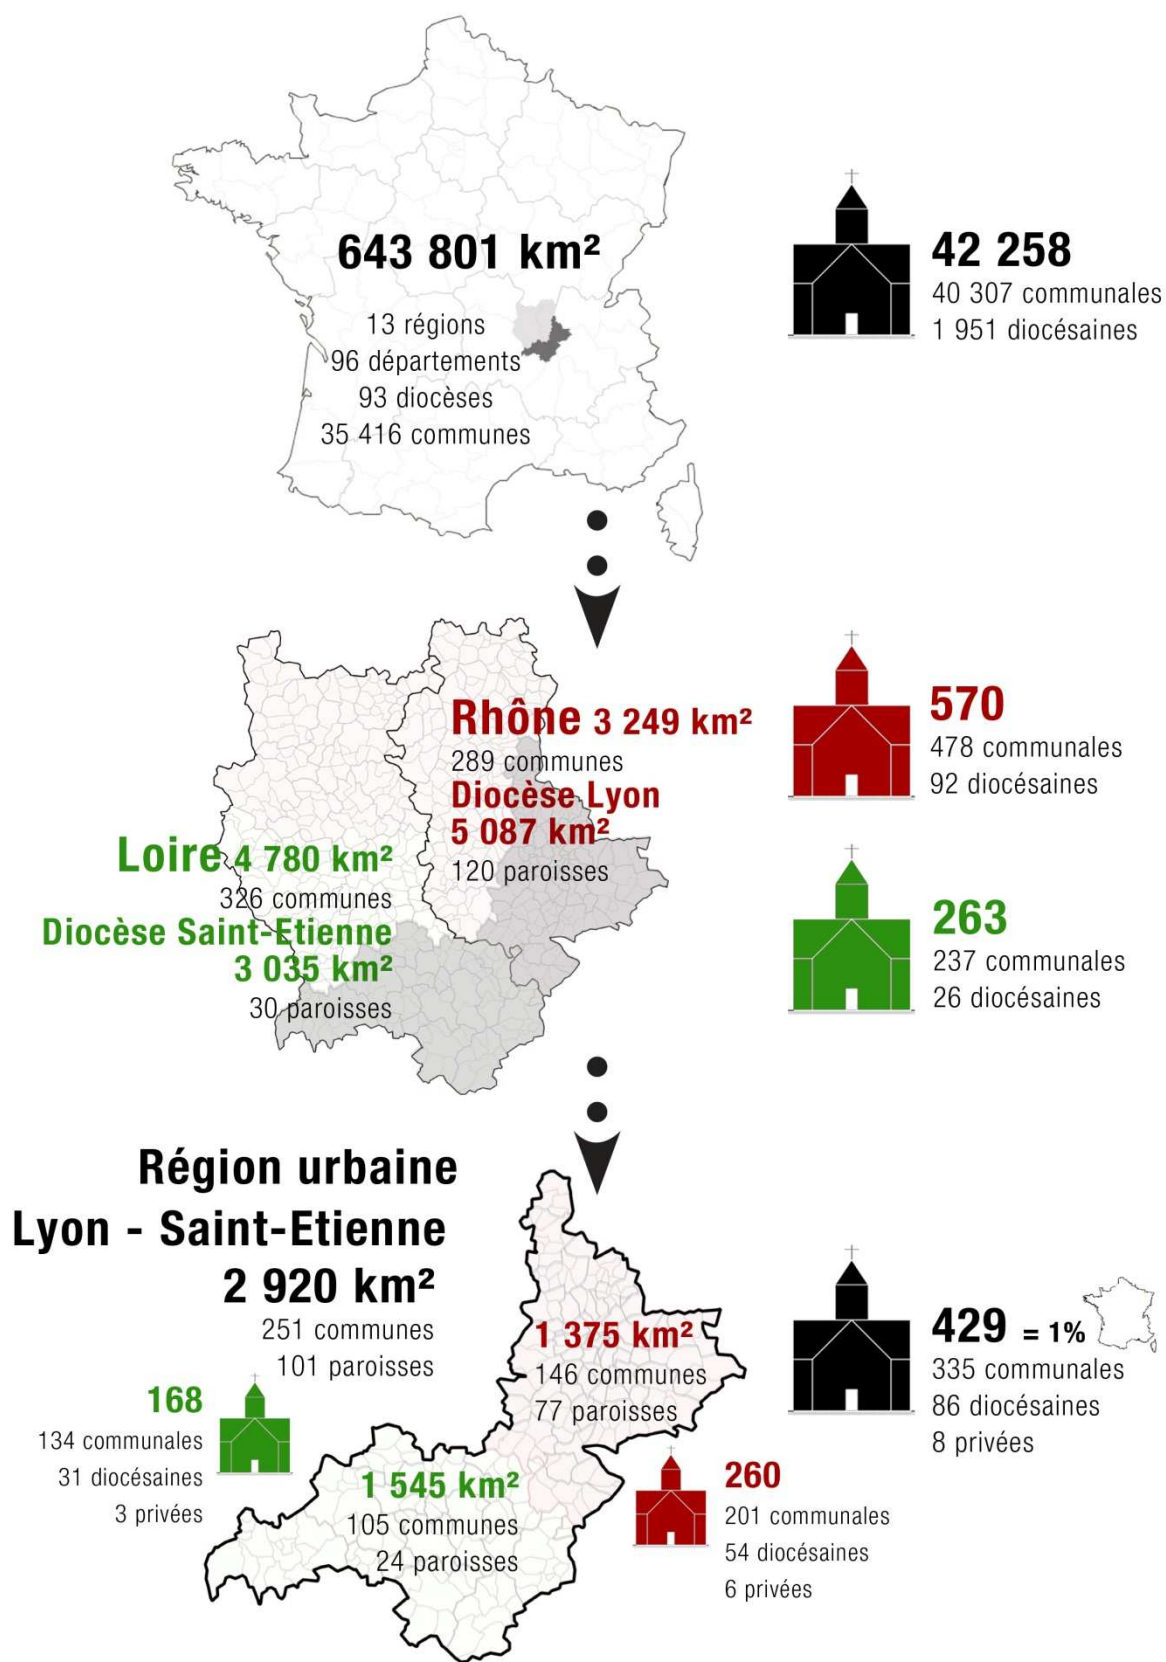 643 801 km²
13 régions
96 départements
93 diocèses
35 416 communes
42 258
40 307 communales
1 951 diocésaines
Rhône 3 249 km²
289 communes
Diocèse Lyon
5 087 km²
120 paroisses
570
478 communales
92 diocésaines
Loire 4 780 km²
326 communes
Diocèse Saint-Etienne
3 035 km²
30 paroisses
263
237 communales
26 diocésaines
Région urbaine
Lyon - Saint-Etienne
2 920 km²
251 communes
101 paroisses
1 375 km²
146 communes
77 paroisses
429 = 1%
335 communales
86 diocésaines
8 privées
168
134 communales
31 diocésaines
3 privées
1 545 km²
105 communes
24 paroisses
260
201 communales
54 diocésaines
6 privées